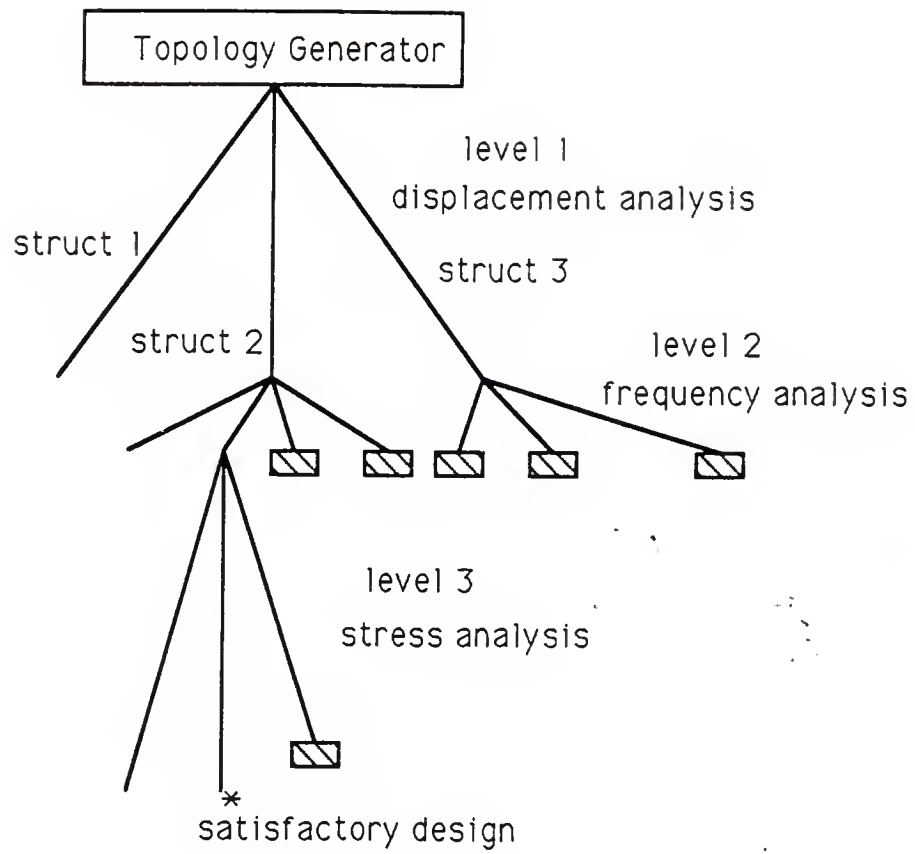 Topology Generator
level 1
displacement analysis
struct 1
struct 3
struct 2
level 2
frequency analysis
level 3
stress analysis
*
satisfactory design